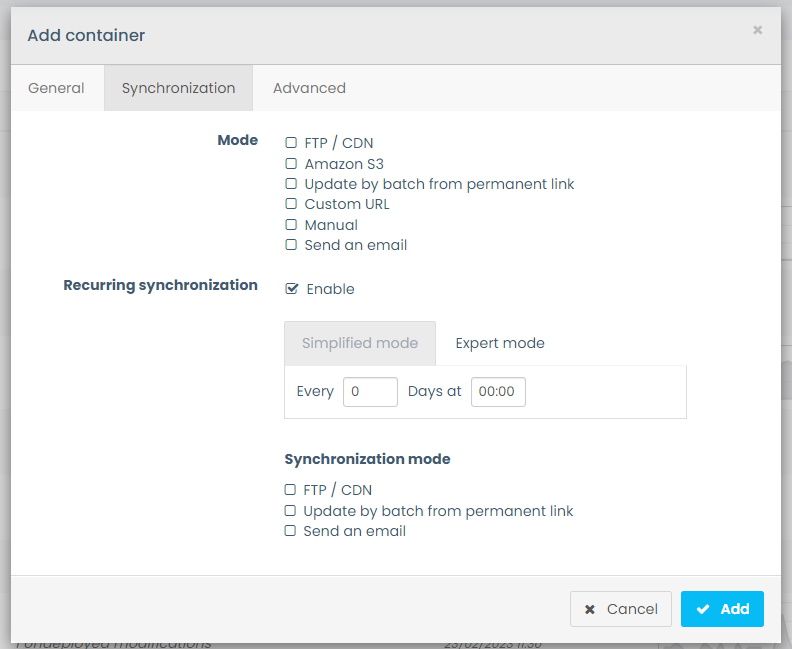 Add container
×
General Synchronization Advanced
Mode
FTP / CDN
Amazon S3
Update by batch from permanent link
Custom URL
Manual
Send an email
Recurring synchronization
Enable
Simplified mode Expert mode
Every 0 Days at 00:00
Synchronization mode
FTP / CDN
Update by batch from permanent link
Send an email
Cancel Add
modifications 23/02/2023 11:30